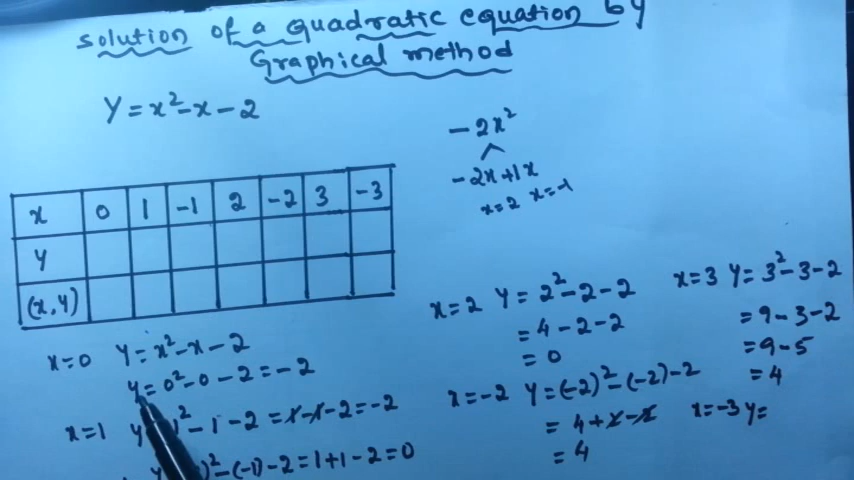 solution of a quadratic equation by
Graphical method
Y = x² - x - 2
- 2x²
- 2x + 1x
x = 2 x = -1
x 0 1 -1 2 -2 3 -3
y
(x, y)
x = 0 y = x² - x - 2
y = 0² - 0 - 2 = - 2
x = 1 y 1² - 1 - 2 = 1 - 1 - 2 = -2
)² - (-1) - 2 = 1 + 1 - 2 = 0
x = 2 y = 2² - 2 - 2
= 4 - 2 - 2
= 0
x = -2 y = (-2)² - (-2) - 2
= 4 + 2 - 2
= 4
x = 3 y = 3² - 3 - 2
= 9 - 3 - 2
= 9 - 5
= 4
x = -3 y =